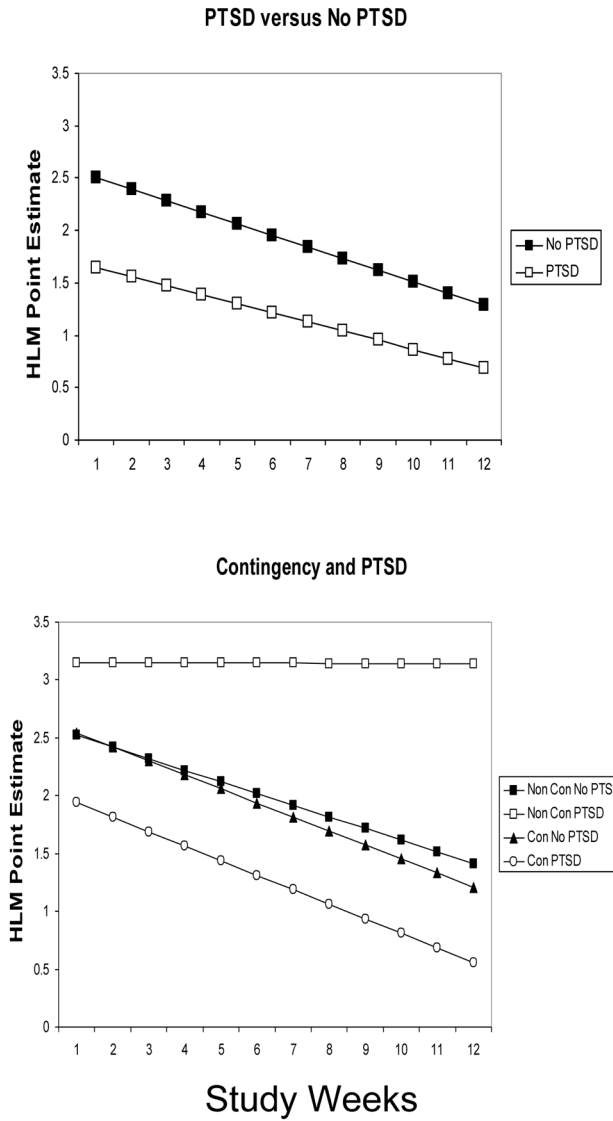 PTSD versus No PTSD
3.5
3
2.5
2
1.5
1
0.5
0
HLM Point Estimate
1 2 3 4 5 6 7 8 9 10 11 12
No PTSD
PTSD
Contingency and PTSD
3.5
3
2.5
2
1.5
1
0.5
0
HLM Point Estimate
1 2 3 4 5 6 7 8 9 10 11 12
Non Con No PTS
Non Con PTSD
Con No PTSD
Con PTSD
Study Weeks